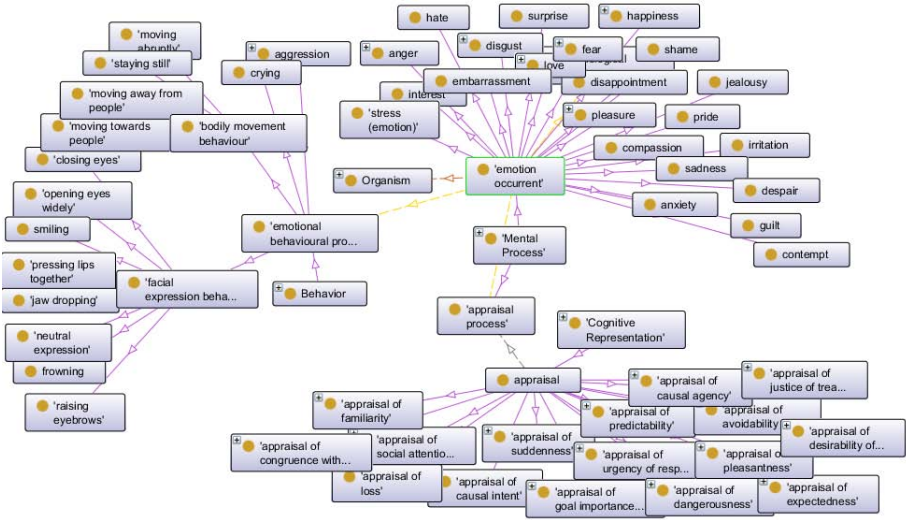 'moving
abruptly'
'staying still'
'moving away from
people'
'moving towards
people'
'closing eyes'
'opening eyes
widely'
smiling
'pressing lips
together'
'jaw dropping'
'neutral
expression'
frowning
'raising
eyebrows'
aggression
crying
'bodily movement
behaviour'
'emotional
behavioural pro...
'facial
expression beha...
Behavior
Organism
hate
surprise
happiness
anger
disgust
fear
shame
love
embarrassment
disappointment
jealousy
interest
'stress
(emotion)'
pleasure
pride
compassion
irritation
sadness
despair
anxiety
guilt
contempt
'emotion
occurrent'
'Mental
Process'
'appraisal
process'
'Cognitive
Representation'
appraisal
'appraisal of
familiarity'
'appraisal of
congruence with...
'appraisal of
social attentio...
'appraisal of
loss'
'appraisal of
causal intent'
'appraisal of
suddenness'
'appraisal of
goal importance...
'appraisal of
urgency of resp...
'appraisal of
predictability'
'appraisal of
causal agency'
'appraisal of
justice of trea...
'appraisal of
avoidability
'appraisal of
desirability of...
'appraisal of
pleasantness'
'appraisal of
dangerousness'
'appraisal of
expectedness'